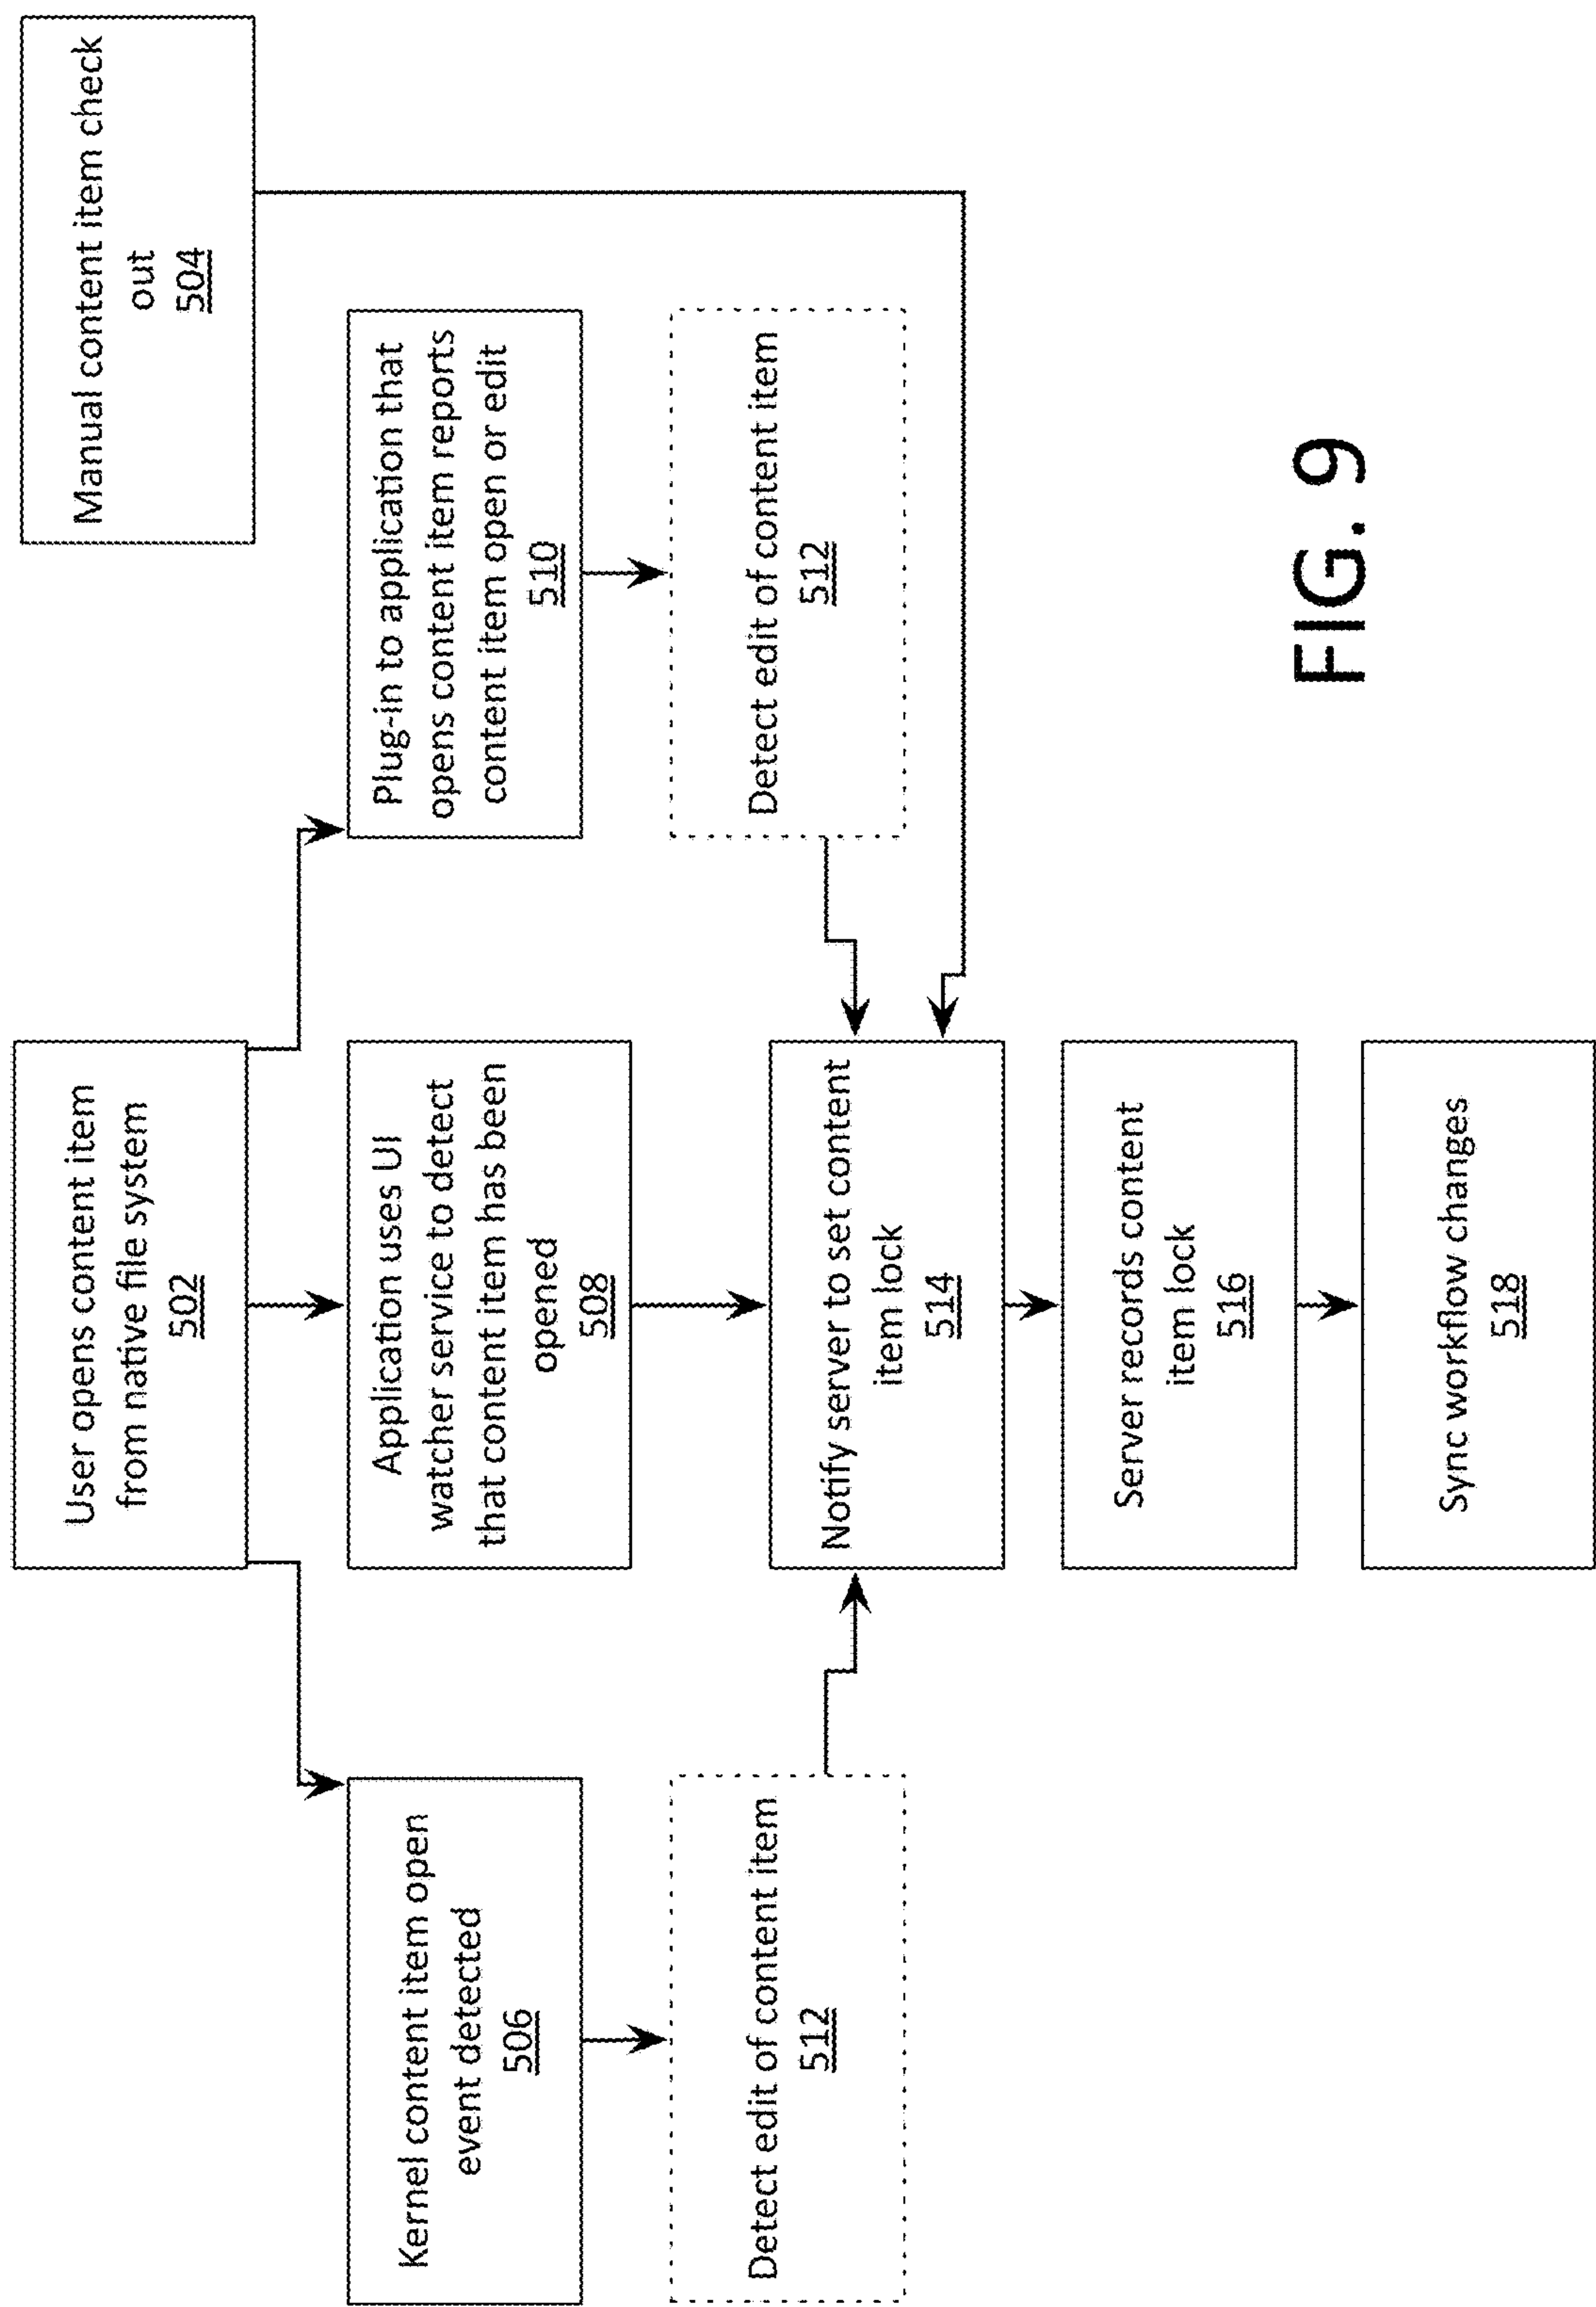 User opens content item
from native file system
502
Manual content item check
out
504
Kernel content item open
event detected
506
Application uses UI
watcher service to detect
that content item has been
opened
508
Plug-in to application that
opens content item reports
content item open or edit
510
Detect edit of content item
512
Detect edit of content item
512
Notify server to set content
item lock
514
Server records content
item lock
516
Sync workflow changes
518
FIG. 9